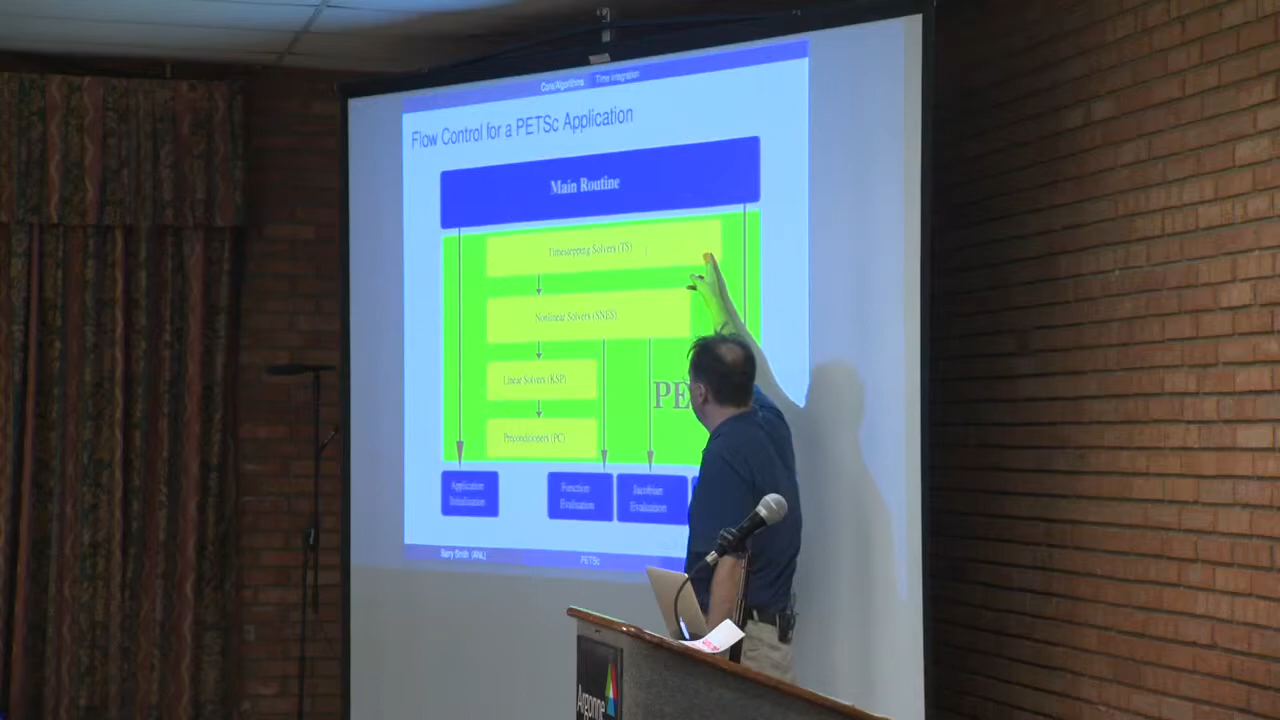 Core/Algorithms Time Integration
Flow Control for a PETSc Application
Main Routine
Timestepping Solvers (TS)
Nonlinear Solvers (SNES)
Linear Solvers (KSP)
PE
Preconditioners (PC)
Application
Initialization
Function
Evaluation
Jacobian
Evaluation
Barry Smith (ANL)
PETSc
Argonne